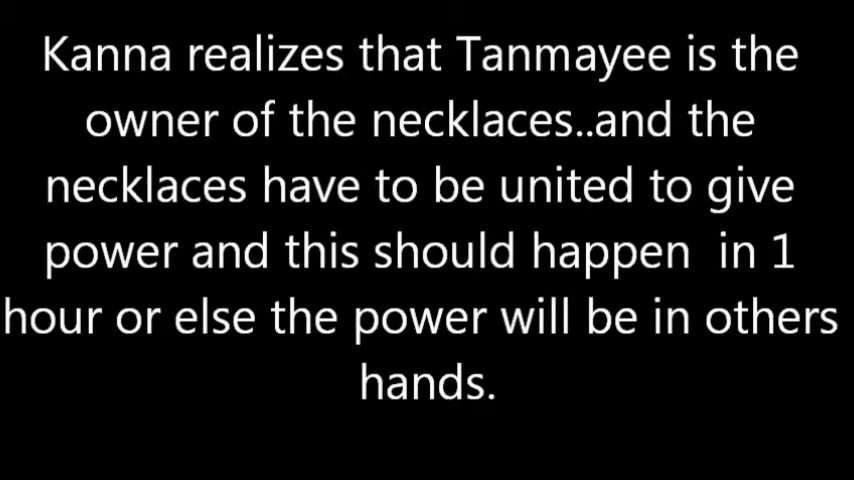 Kanna realizes that Tanmayee is the
owner of the necklaces..and the
necklaces have to be united to give
power and this should happen  in 1
hour or else the power will be in others
hands.